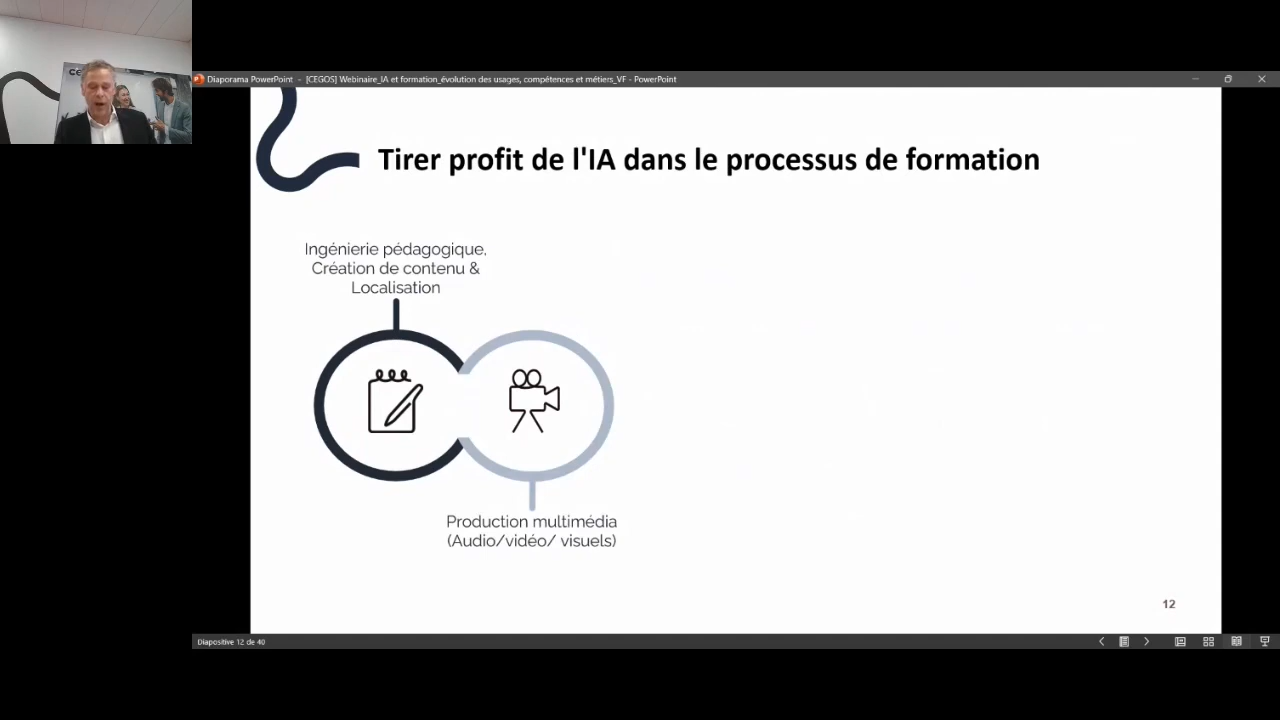 Diaporama PowerPoint - [CEGOS] Webinaire_IA et formation_évolution des usages, compétences et métiers_VF - PowerPoint
Tirer profit de l'IA dans le processus de formation
Ingénierie pédagogique,
Création de contenu &
Localisation
Production multimédia
(Audio/vidéo/ visuels)
12
Diapositive 12 de 40